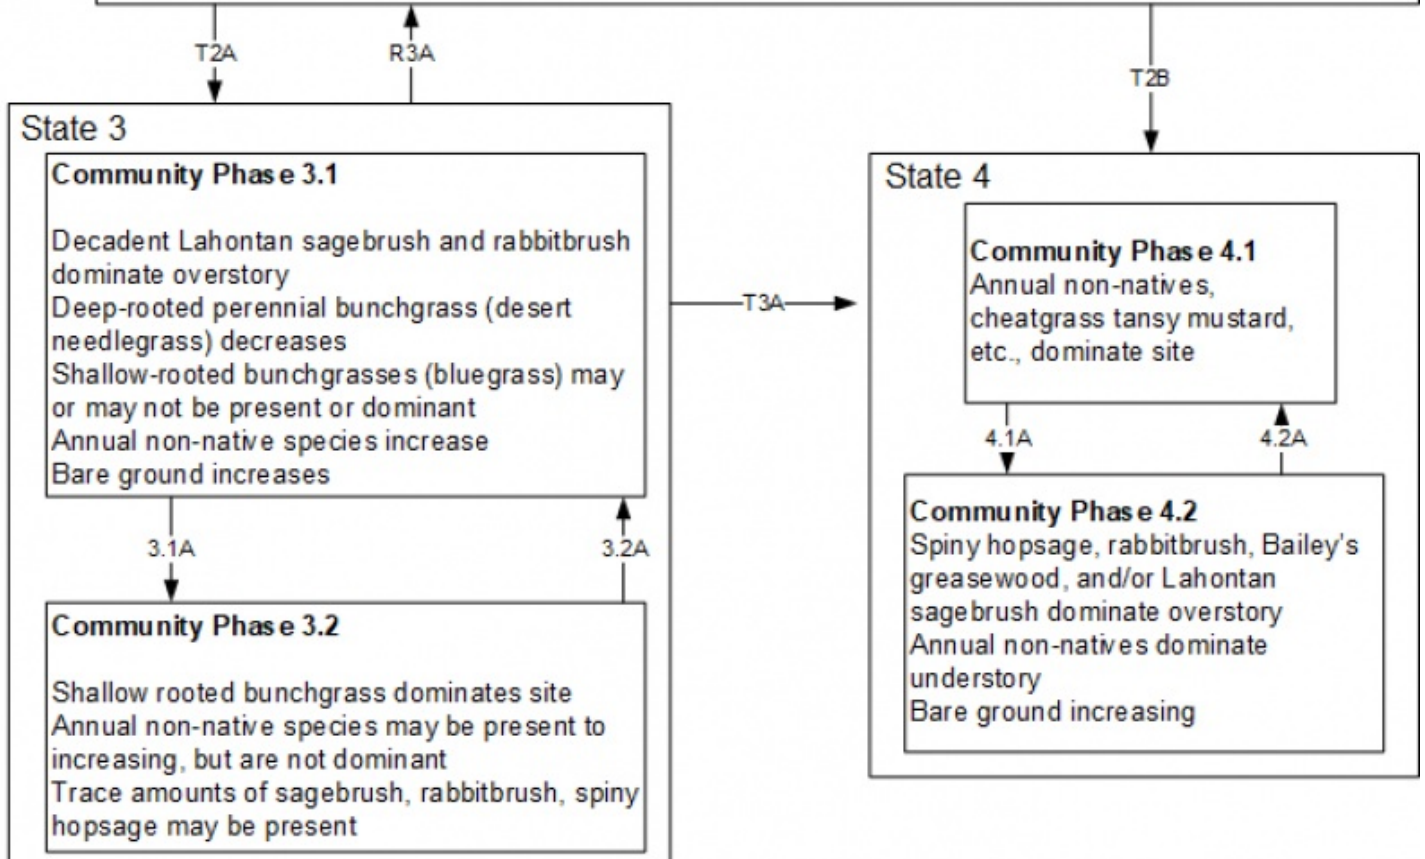 T2A
R3A
T2B
State 3
Community Phase 3.1
Decadent Lahontan sagebrush and rabbitbrush
dominate overstory
Deep-rooted perennial bunchgrass (desert
needlegrass) decreases
Shallow-rooted bunchgrasses (bluegrass) may
or may not be present or dominant
Annual non-native species increase
Bare ground increases
3.1A
3.2A
Community Phase 3.2
Shallow rooted bunchgrass dominates site
Annual non-native species may be present to
increasing, but are not dominant
Trace amounts of sagebrush, rabbitbrush, spiny
hopsage may be present
T3A
State 4
Community Phase 4.1
Annual non-natives,
cheatgrass tansy mustard,
etc., dominate site
4.1A
4.2A
Community Phase 4.2
Spiny hopsage, rabbitbrush, Bailey's
greasewood, and/or Lahontan
sagebrush dominate overstory
Annual non-natives dominate
understory
Bare ground increasing